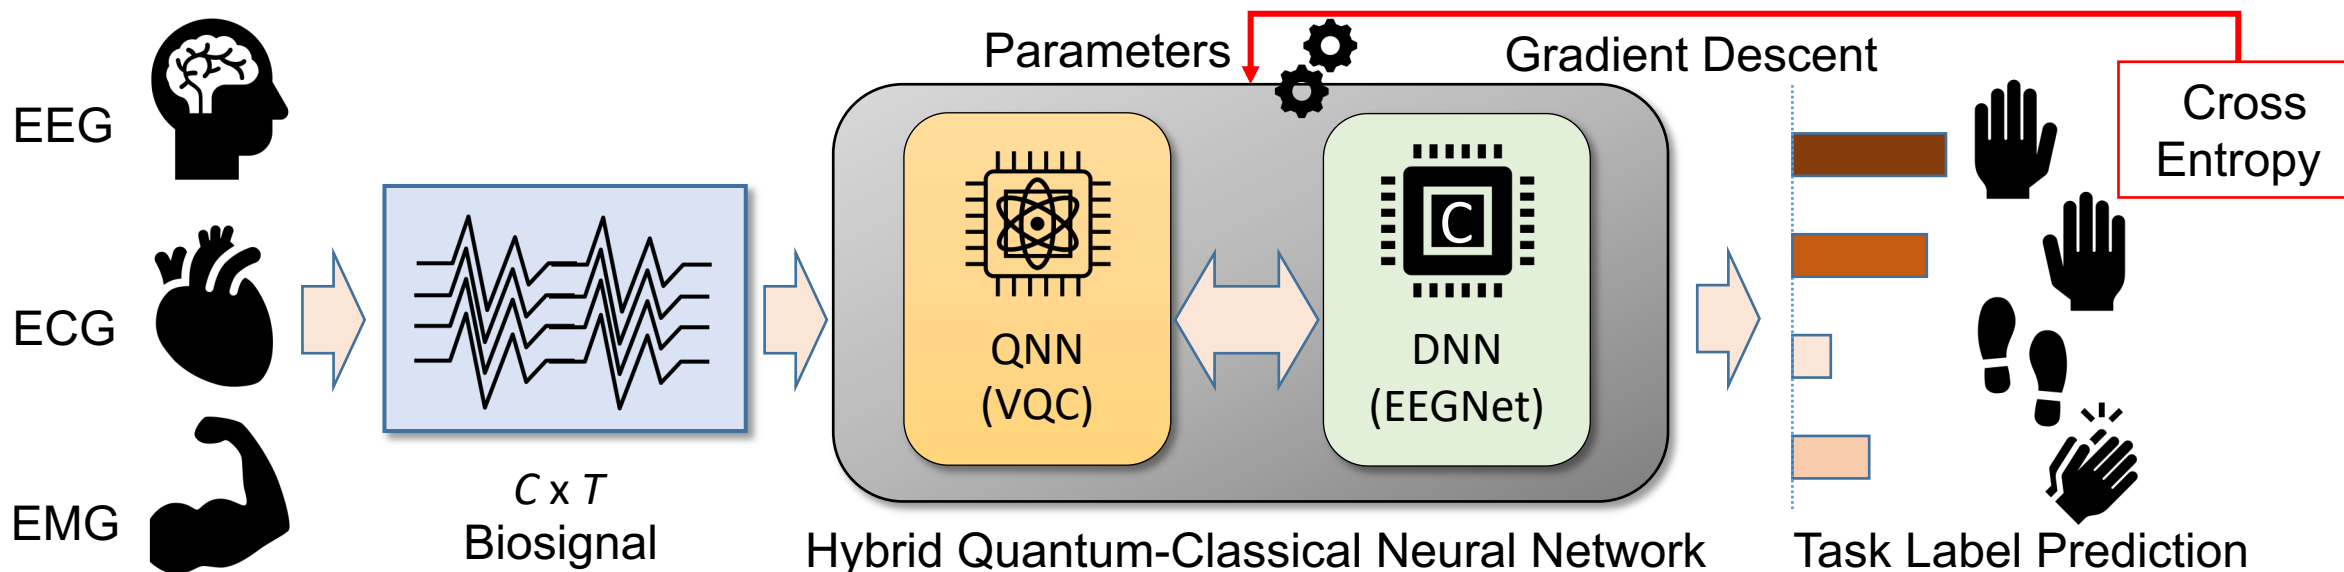 EEG
ECG
EMG
C x T
Biosignal
Parameters
Gradient Descent
QNN
(VQC)
C
DNN
(EEGNet)
Hybrid Quantum-Classical Neural Network
Cross
Entropy
Task Label Prediction